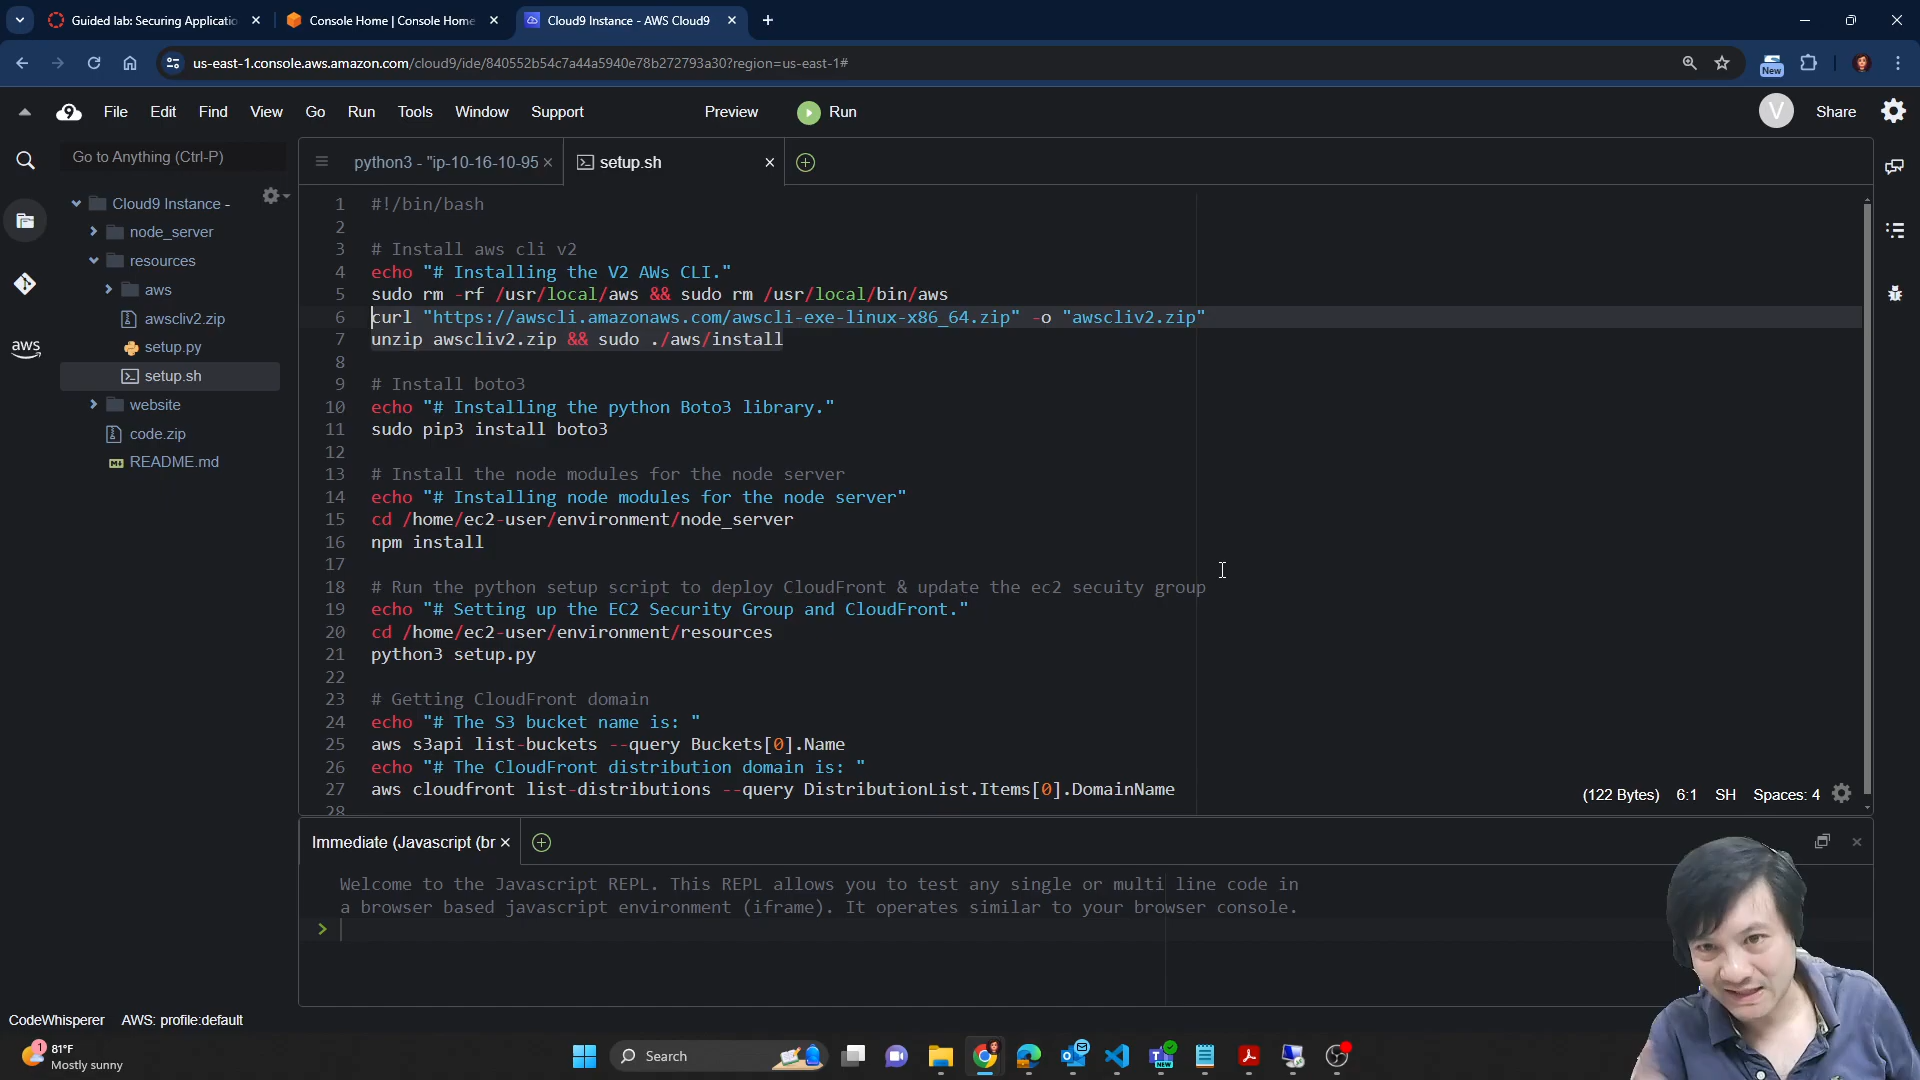 Guided lab: Securing Applicatio
Console Home | Console Home
Cloud9 Instance - AWS Cloud9
us-east-1.console.aws.amazon.com/cloud9/ide/840552b54c7a44a5940e78b272793a30?region=us-east-1#
New
File Edit Find View Go Run Tools Window Support Preview Run
V Share
Go to Anything (Ctrl-P)
python3 - "ip-10-16-10-95
setup.sh
Cloud9 Instance -
node_server
resources
aws
awscliv2.zip
setup.py
setup.sh
website
code.zip
README.md
aws
1 #!/bin/bash
2
3 # Install aws cli v2
4 echo "# Installing the V2 AWs CLI."
5 sudo rm -rf /usr/local/aws && sudo rm /usr/local/bin/aws
6 curl "https://awscli.amazonaws.com/awscli-exe-linux-x86_64.zip" -o "awscliv2.zip"
7 unzip awscliv2.zip && sudo ./aws/install
8
9 # Install boto3
10 echo "# Installing the python Boto3 library."
11 sudo pip3 install boto3
12
13 # Install the node modules for the node server
14 echo "# Installing node modules for the node server"
15 cd /home/ec2-user/environment/node_server
16 npm install
17
18 # Run the python setup script to deploy CloudFront & update the ec2 secuity group
19 echo "# Setting up the EC2 Security Group and CloudFront."
20 cd /home/ec2-user/environment/resources
21 python3 setup.py
22
23 # Getting CloudFront domain
24 echo "# The S3 bucket name is: "
25 aws s3api list-buckets --query Buckets[0].Name
26 echo "# The CloudFront distribution domain is: "
27 aws cloudfront list-distributions --query DistributionList.Items[0].DomainName
28
(122 Bytes) 6:1 SH Spaces: 4
Immediate (Javascript (br
Welcome to the Javascript REPL. This REPL allows you to test any single or multi line code in
a browser based javascript environment (iframe). It operates similar to your browser console.
>
CodeWhisperer AWS: profile:default
1
81°F
Mostly sunny
Search
NEW